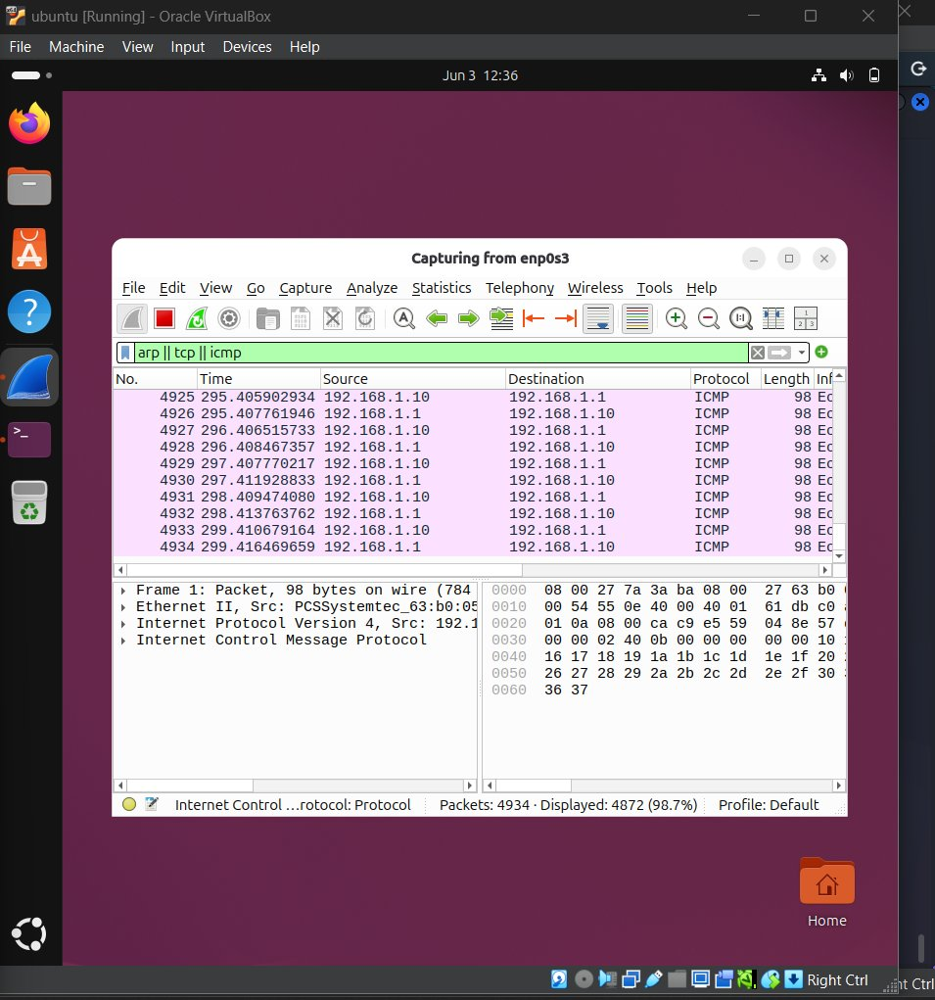 ubuntu [Running] - Oracle VirtualBox
File Machine View Input Devices Help
Jun 3 12:36
Capturing from enp0s3
File Edit View Go Capture Analyze Statistics Telephony Wireless Tools Help
arp || tcp || icmp
No. Time Source Destination Protocol Length Inf
4925 295.405902934 192.168.1.10 192.168.1.1 ICMP 98 Ec
4926 295.407761946 192.168.1.1 192.168.1.10 ICMP 98 Ec
4927 296.406515733 192.168.1.10 192.168.1.1 ICMP 98 Ec
4928 296.408467357 192.168.1.1 192.168.1.10 ICMP 98 Ec
4929 297.407770217 192.168.1.10 192.168.1.1 ICMP 98 Ec
4930 297.411928833 192.168.1.1 192.168.1.10 ICMP 98 Ec
4931 298.409474080 192.168.1.10 192.168.1.1 ICMP 98 Ec
4932 298.413763762 192.168.1.1 192.168.1.10 ICMP 98 Ec
4933 299.410679164 192.168.1.10 192.168.1.1 ICMP 98 Ec
4934 299.416469659 192.168.1.1 192.168.1.10 ICMP 98 Ec
Frame 1: Packet, 98 bytes on wire (784
Ethernet II, Src: PCSSystemtec_63:b0:05
Internet Protocol Version 4, Src: 192.1
Internet Control Message Protocol
0000 08 00 27 7a 3a ba 08 00 27 63 b0
0010 00 54 55 0e 40 00 40 01 61 db c0
0020 01 0a 08 00 ca c9 e5 59 04 8e 57
0030 00 00 02 40 0b 00 00 00 00 00 10
0040 16 17 18 19 1a 1b 1c 1d 1e 1f 20
0050 26 27 28 29 2a 2b 2c 2d 2e 2f 30
0060 36 37
Internet Control ...rotocol: Protocol Packets: 4934 · Displayed: 4872 (98.7%) Profile: Default
Home
Right Ctrl
ht Ctrl